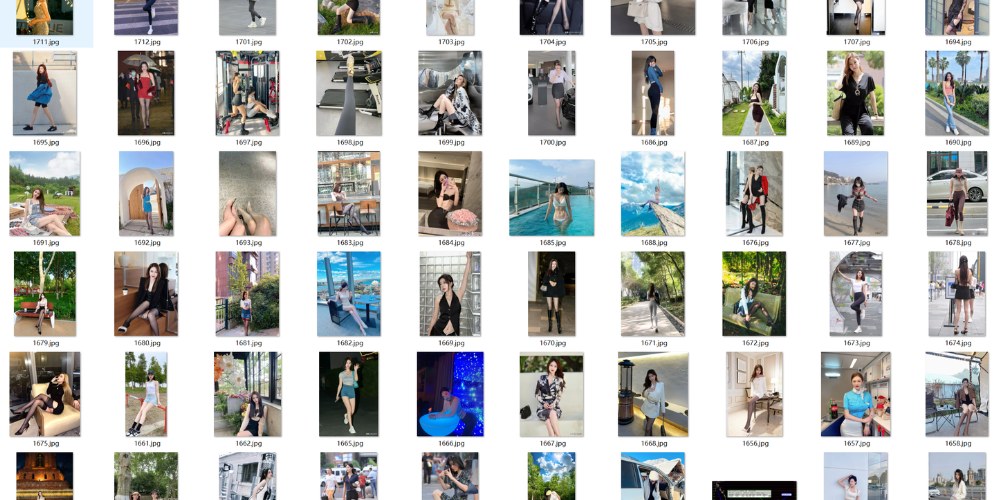 1711.jpg 1712.jpg 1701.jpg 1702.jpg 1703.jpg 1704.jpg 1705.jpg 1706.jpg 1707.jpg 1694.jpg
1695.jpg 1696.jpg 1697.jpg 1698.jpg 1699.jpg 1700.jpg 1686.jpg 1687.jpg 1689.jpg 1690.jpg
1691.jpg 1692.jpg 1693.jpg 1683.jpg 1684.jpg 1685.jpg 1688.jpg 1676.jpg 1677.jpg 1678.jpg
1679.jpg 1680.jpg 1681.jpg 1682.jpg 1669.jpg 1670.jpg 1671.jpg 1672.jpg 1673.jpg 1674.jpg
1675.jpg 1661.jpg 1662.jpg 1665.jpg 1666.jpg 1667.jpg 1668.jpg 1656.jpg 1657.jpg 1658.jpg